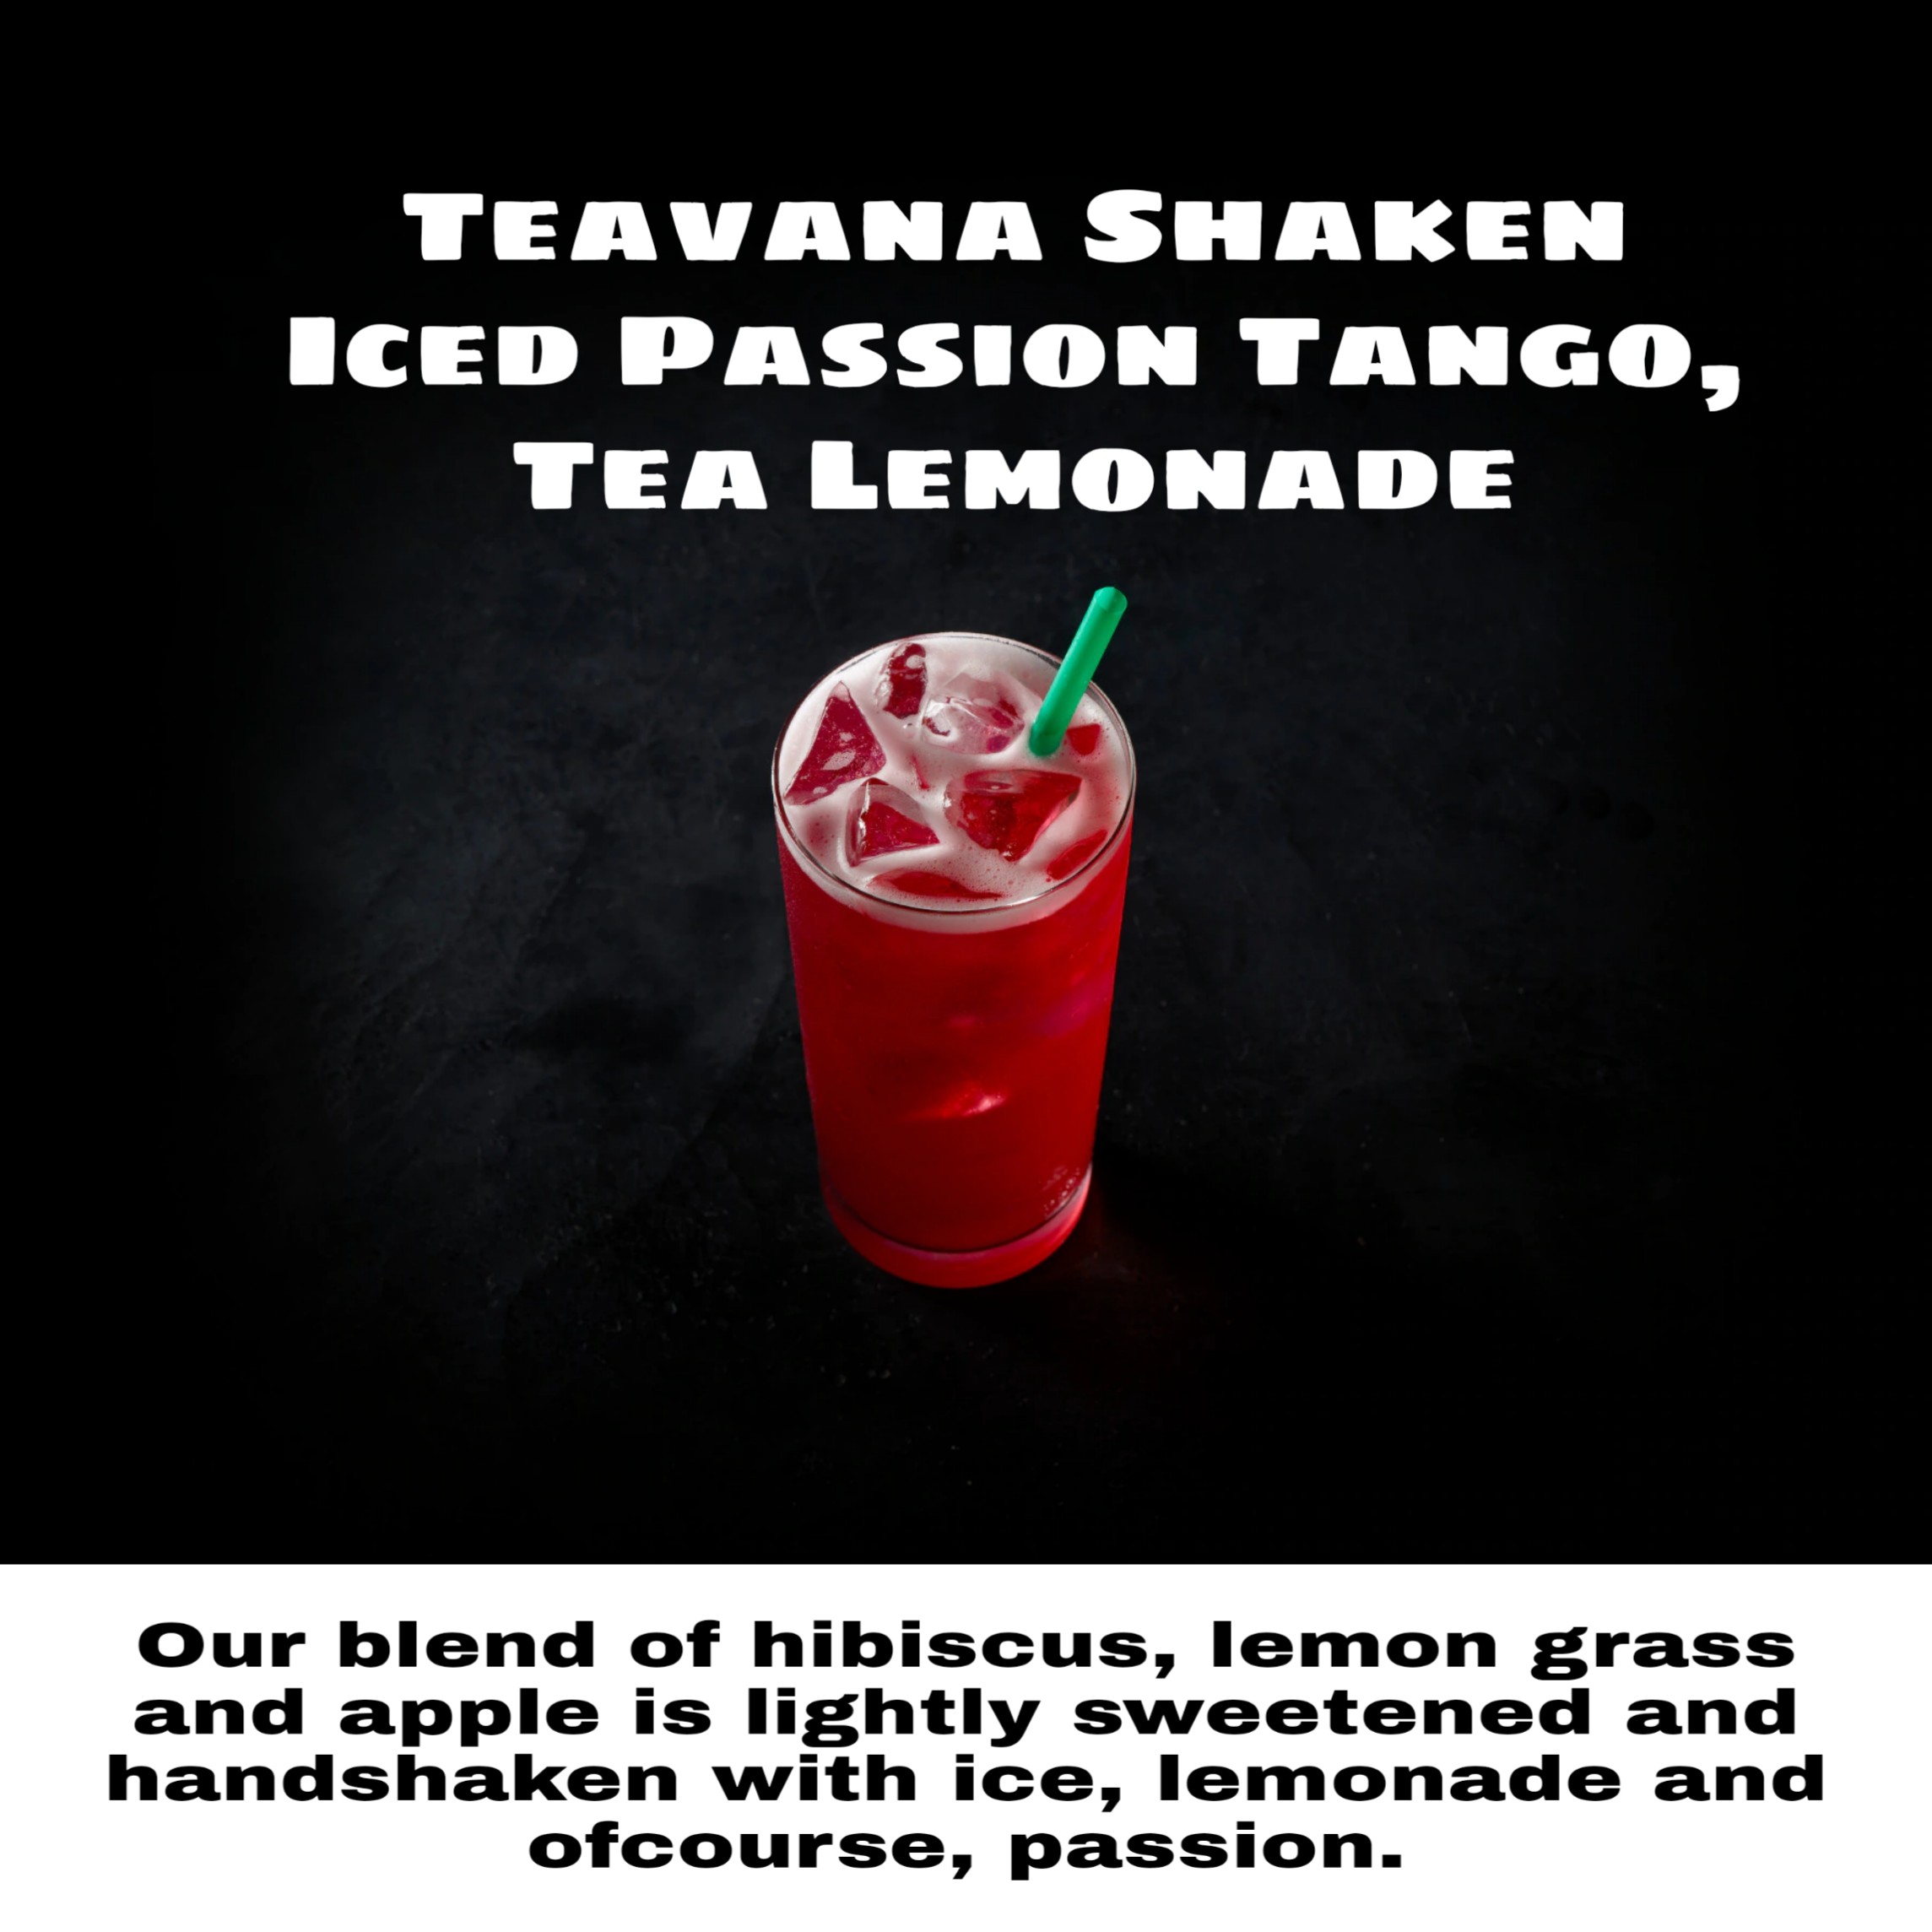 Teavana Shaken
Iced Passion Tango,
Tea Lemonade
Our blend of hibiscus, lemon grass
and apple is lightly sweetened and
handshaken with ice, lemonade and
ofcourse, passion.